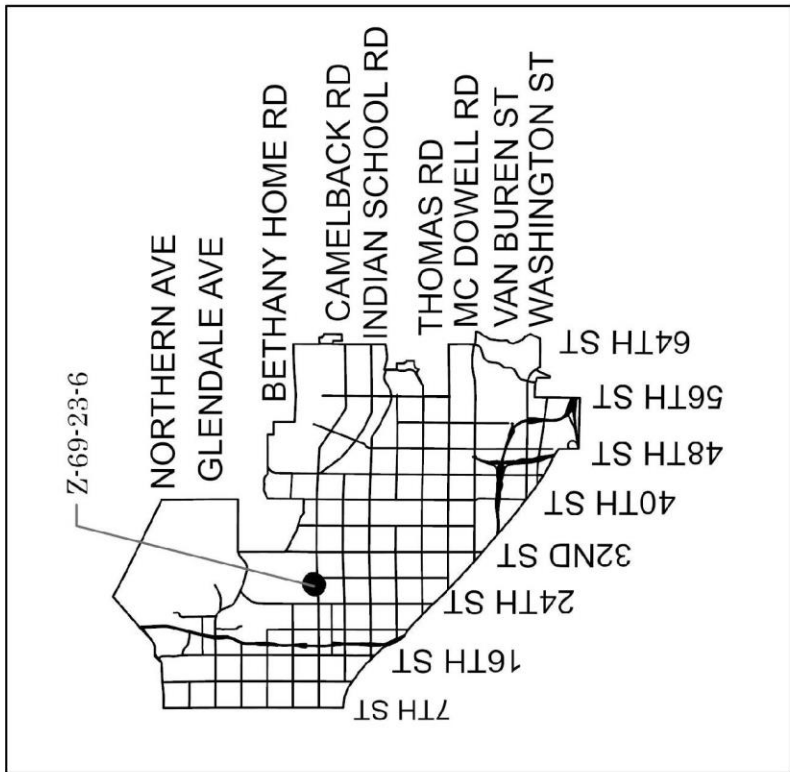 Z-69-23-6
NORTHERN AVE
GLENDALE AVE
BETHANY HOME RD
CAMELBACK RD
INDIAN SCHOOL RD
THOMAS RD
MC DOWELL RD
VAN BUREN ST
WASHINGTON ST
64TH ST
56TH ST
48TH ST
40TH ST
32ND ST
24TH ST
16TH ST
7TH ST